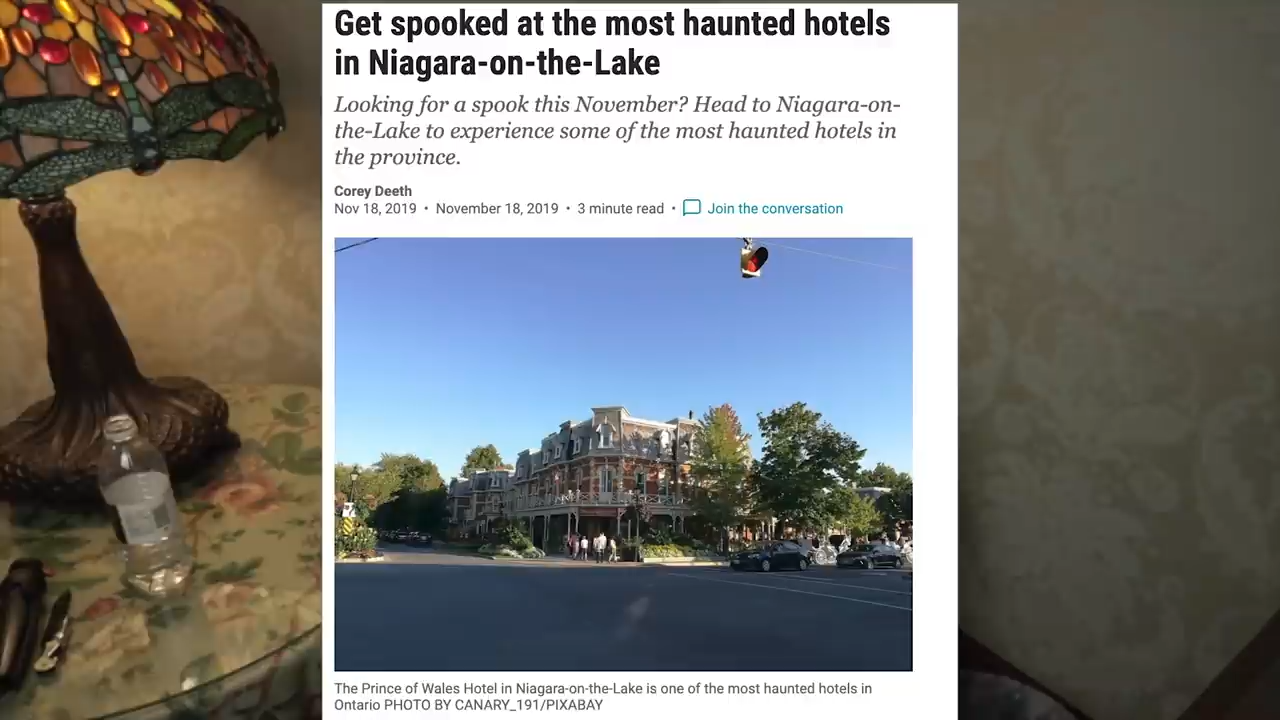 Get spooked at the most haunted hotels
in Niagara-on-the-Lake
Looking for a spook this November? Head to Niagara-on-
the-Lake to experience some of the most haunted hotels in
the province.
Corey Deeth
Nov 18, 2019 • November 18, 2019 • 3 minute read • Join the conversation
The Prince of Wales Hotel in Niagara-on-the-Lake is one of the most haunted hotels in
Ontario PHOTO BY CANARY_191/PIXABAY